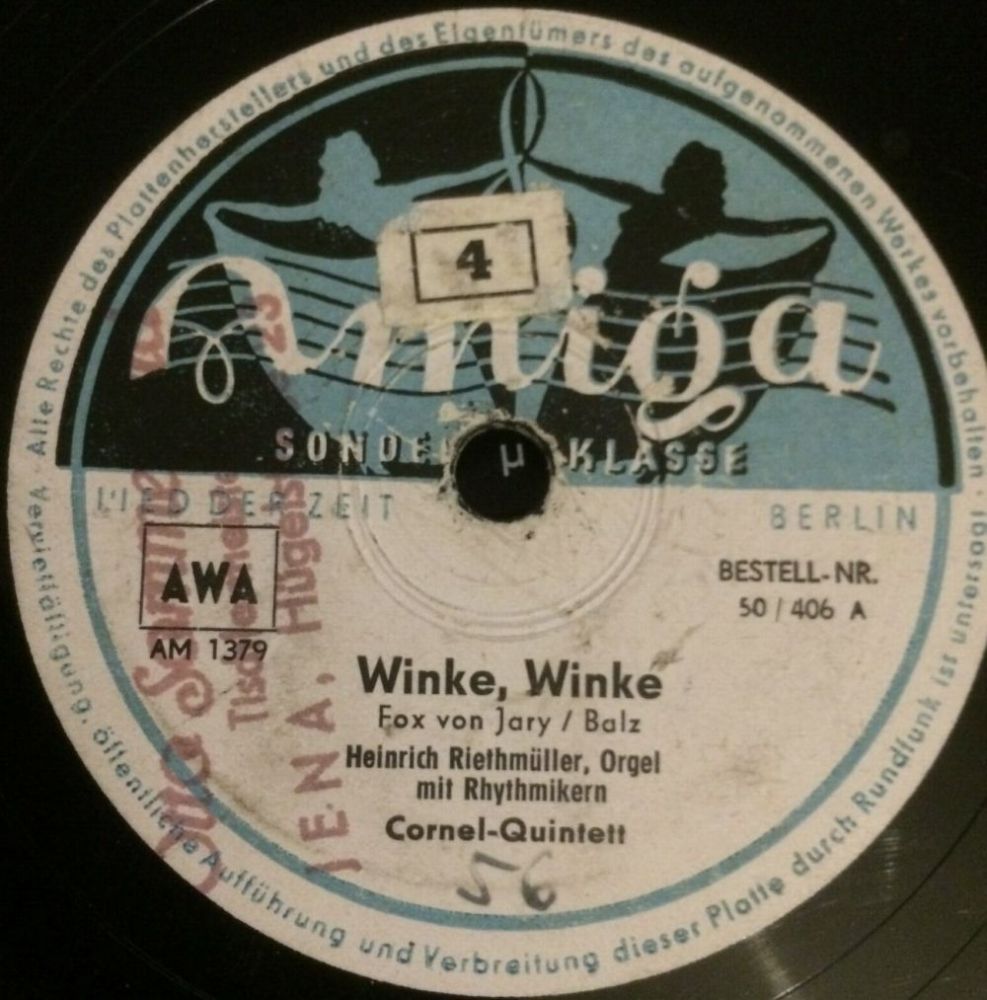 Alle Rechte des Plattenherstellers und des Eigentümers des aufgenommenen Werkes vorbehalten · untersagt
Vervielfältigung, öffentliche Aufführung und Verbreitung dieser Platte durch Rundfunk ist
4
Amiga
SONDER KLASSE
LIED DER ZEIT
BERLIN
AWA
AM 1379
BESTELL-NR.
50 / 406 A
µ
Winke, Winke
Fox von Jary / Balz
Heinrich Riethmüller, Orgel
mit Rhythmikern
Cornel-Quintett
56
JENA,